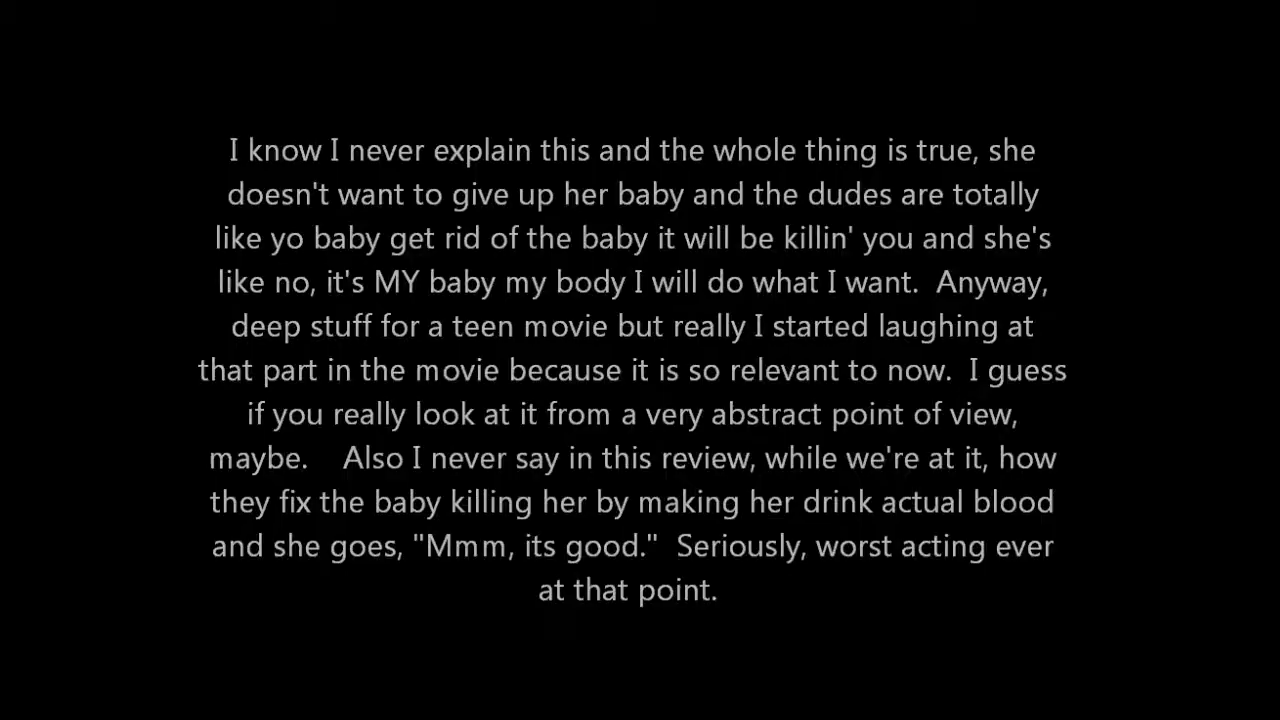 I know I never explain this and the whole thing is true, she
doesn't want to give up her baby and the dudes are totally
like yo baby get rid of the baby it will be killin' you and she's
like no, it's MY baby my body I will do what I want.  Anyway,
deep stuff for a teen movie but really I started laughing at
that part in the movie because it is so relevant to now.  I guess
if you really look at it from a very abstract point of view,
maybe.    Also I never say in this review, while we're at it, how
they fix the baby killing her by making her drink actual blood
and she goes, "Mmm, its good."  Seriously, worst acting ever
at that point.